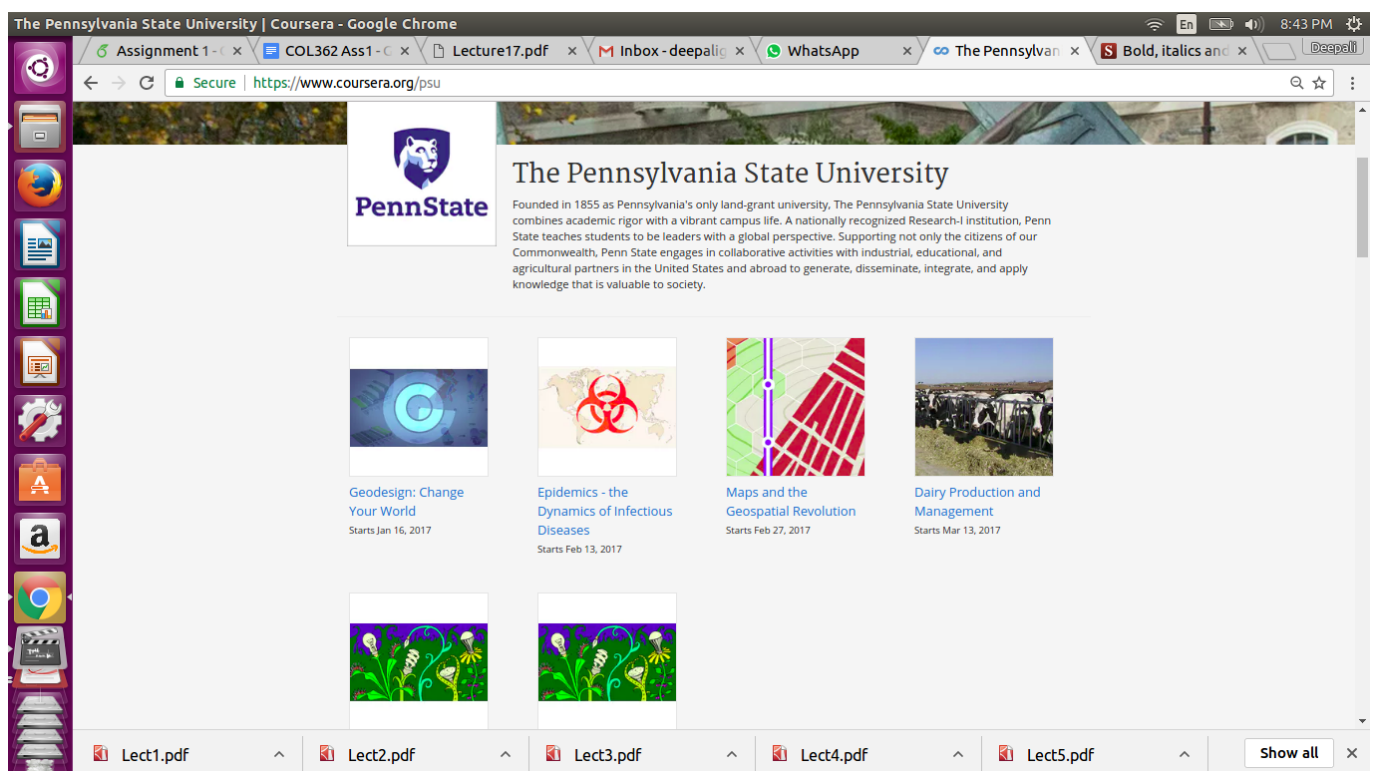 The Pennsylvania State University | Coursera - Google Chrome
En
8:43 PM
Assignment 1 - C
COL362 Ass1 - C
Lecture17.pdf
Inbox - deepalig
WhatsApp
The Pennsylvan
Bold, italics and
Deepali
Secure
https://www.coursera.org/psu
PennState
The Pennsylvania State University
Founded in 1855 as Pennsylvania's only land-grant university, The Pennsylvania State University
combines academic rigor with a vibrant campus life. A nationally recognized Research-I institution, Penn
State teaches students to be leaders with a global perspective. Supporting not only the citizens of our
Commonwealth, Penn State engages in collaborative activities with industrial, educational, and
agricultural partners in the United States and abroad to generate, disseminate, integrate, and apply
knowledge that is valuable to society.
Geodesign: Change
Your World
Starts Jan 16, 2017
Epidemics - the
Dynamics of Infectious
Diseases
Starts Feb 13, 2017
Maps and the
Geospatial Revolution
Starts Feb 27, 2017
Dairy Production and
Management
Starts Mar 13, 2017
Lect1.pdf
Lect2.pdf
Lect3.pdf
Lect4.pdf
Lect5.pdf
Show all